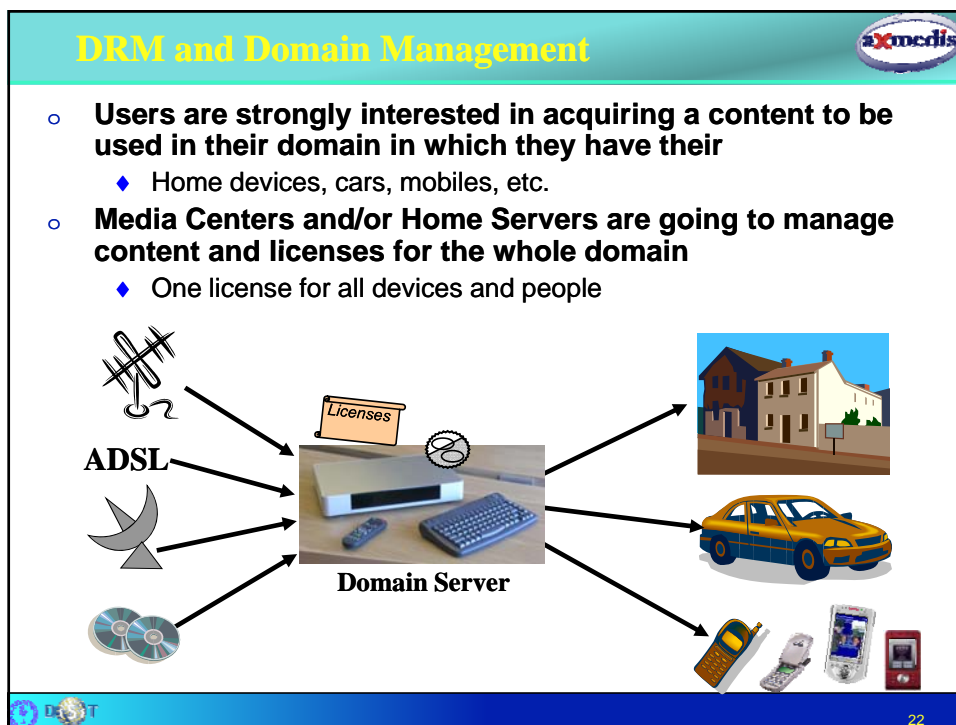 DRM and Domain Management
axmedis
o Users are strongly interested in acquiring a content to be
used in their domain in which they have their
♦ Home devices, cars, mobiles, etc.
o Media Centers and/or Home Servers are going to manage
content and licenses for the whole domain
♦ One license for all devices and people
Licenses
ADSL
Domain Server
22